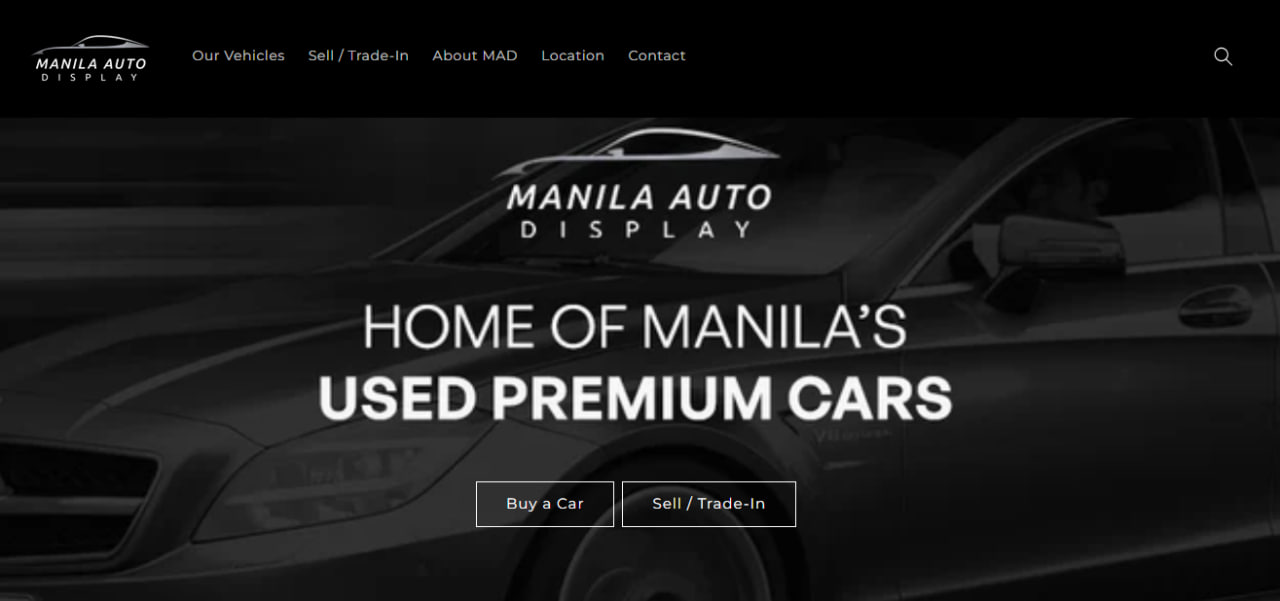 MANILA AUTO
DISPLAY
Our Vehicles
Sell / Trade-In
About MAD
Location
Contact
MANILA AUTO
DISPLAY
HOME OF MANILA’S
USED PREMIUM CARS
Buy a Car
Sell / Trade-In